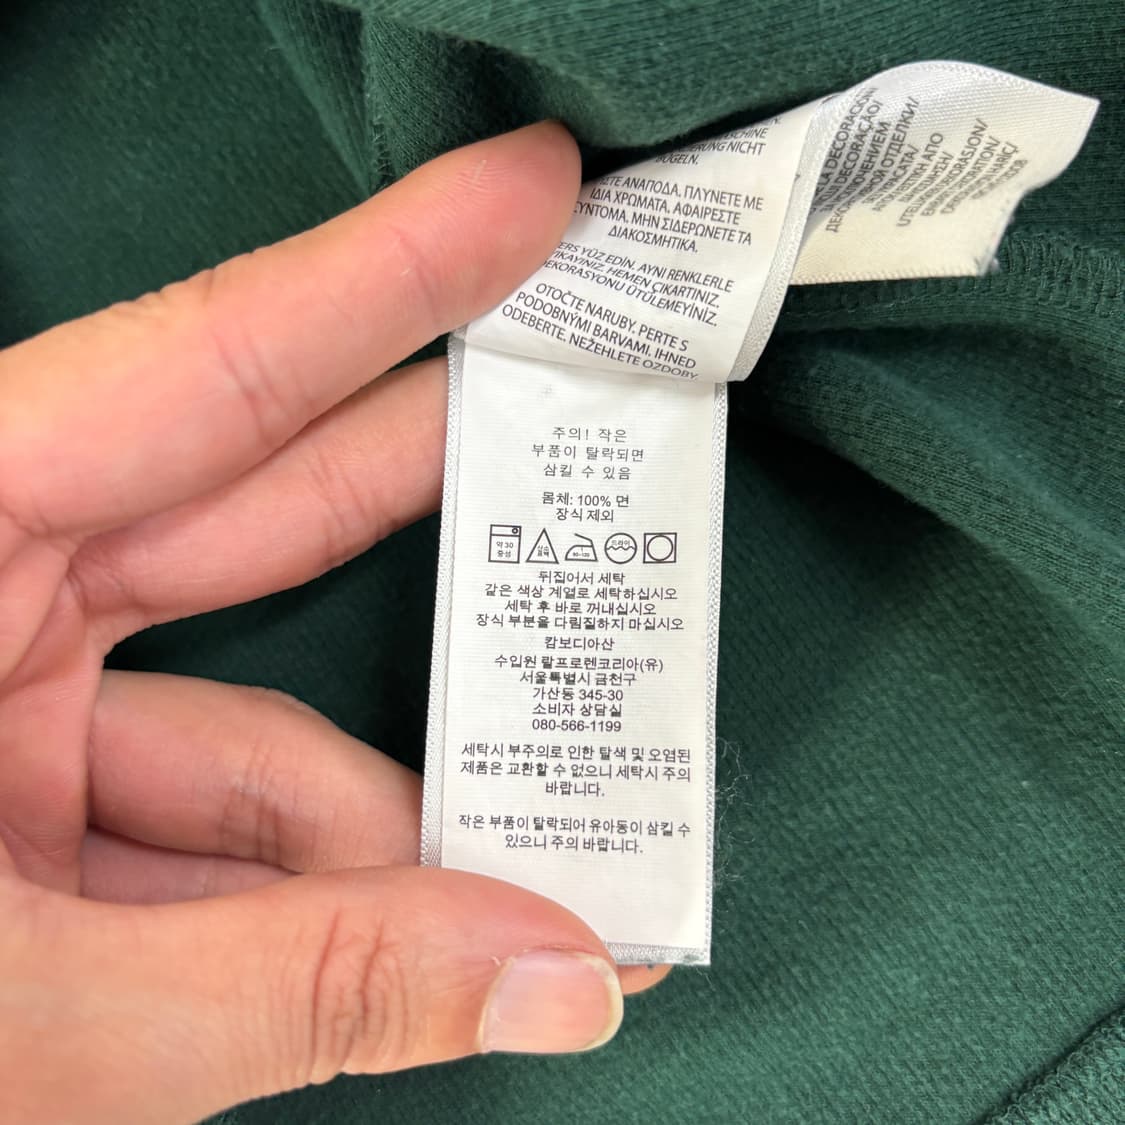 NICHT
BÜGELN.
ΑΝΑΠΟΔΑ. ΠΛΥΝΕΤΕ ΜΕ
ΙΔΙΑ ΧΡΩΜΑΤΑ. ΑΦΑΙΡΕΣΤΕ
ΣΥΝΤΟΜΑ. ΜΗΝ ΣΙΔΕΡΩΝΕΤΕ ΤΑ
ΔΙΑΚΟΣΜΗΤΙΚΑ.
YÜZ EDİN. AYNI RENKLERLE
YIKAYINIZ. HEMEN ÇIKARTINIZ.
DEKORASYONU ÜTÜLEMEYİNİZ.
OTOČTE NARUBY. PERTE S
PODOBNÝMI BARVAMI. IHNED
ODEBERTE. NEŽEHLETE OZDOBY.
주의! 작은
부품이 탈락되면
삼킬 수 있음
몸체: 100% 면
장식 제외
약 30
중성
산소
표백
80~120
드라이
뒤집어서 세탁
같은 색상 계열로 세탁하십시오
세탁 후 바로 꺼내십시오
장식 부분을 다림질하지 마십시오
캄보디아산
수입원 랄프로렌코리아(유)
서울특별시 금천구
가산동 345-30
소비자 상담실
080-566-1199
세탁시 부주의로 인한 탈색 및 오염된
제품은 교환할 수 없으니 세탁시 주의
바랍니다.
작은 부품이 탈락되어 유아동이 삼킬 수
있으니 주의 바랍니다.